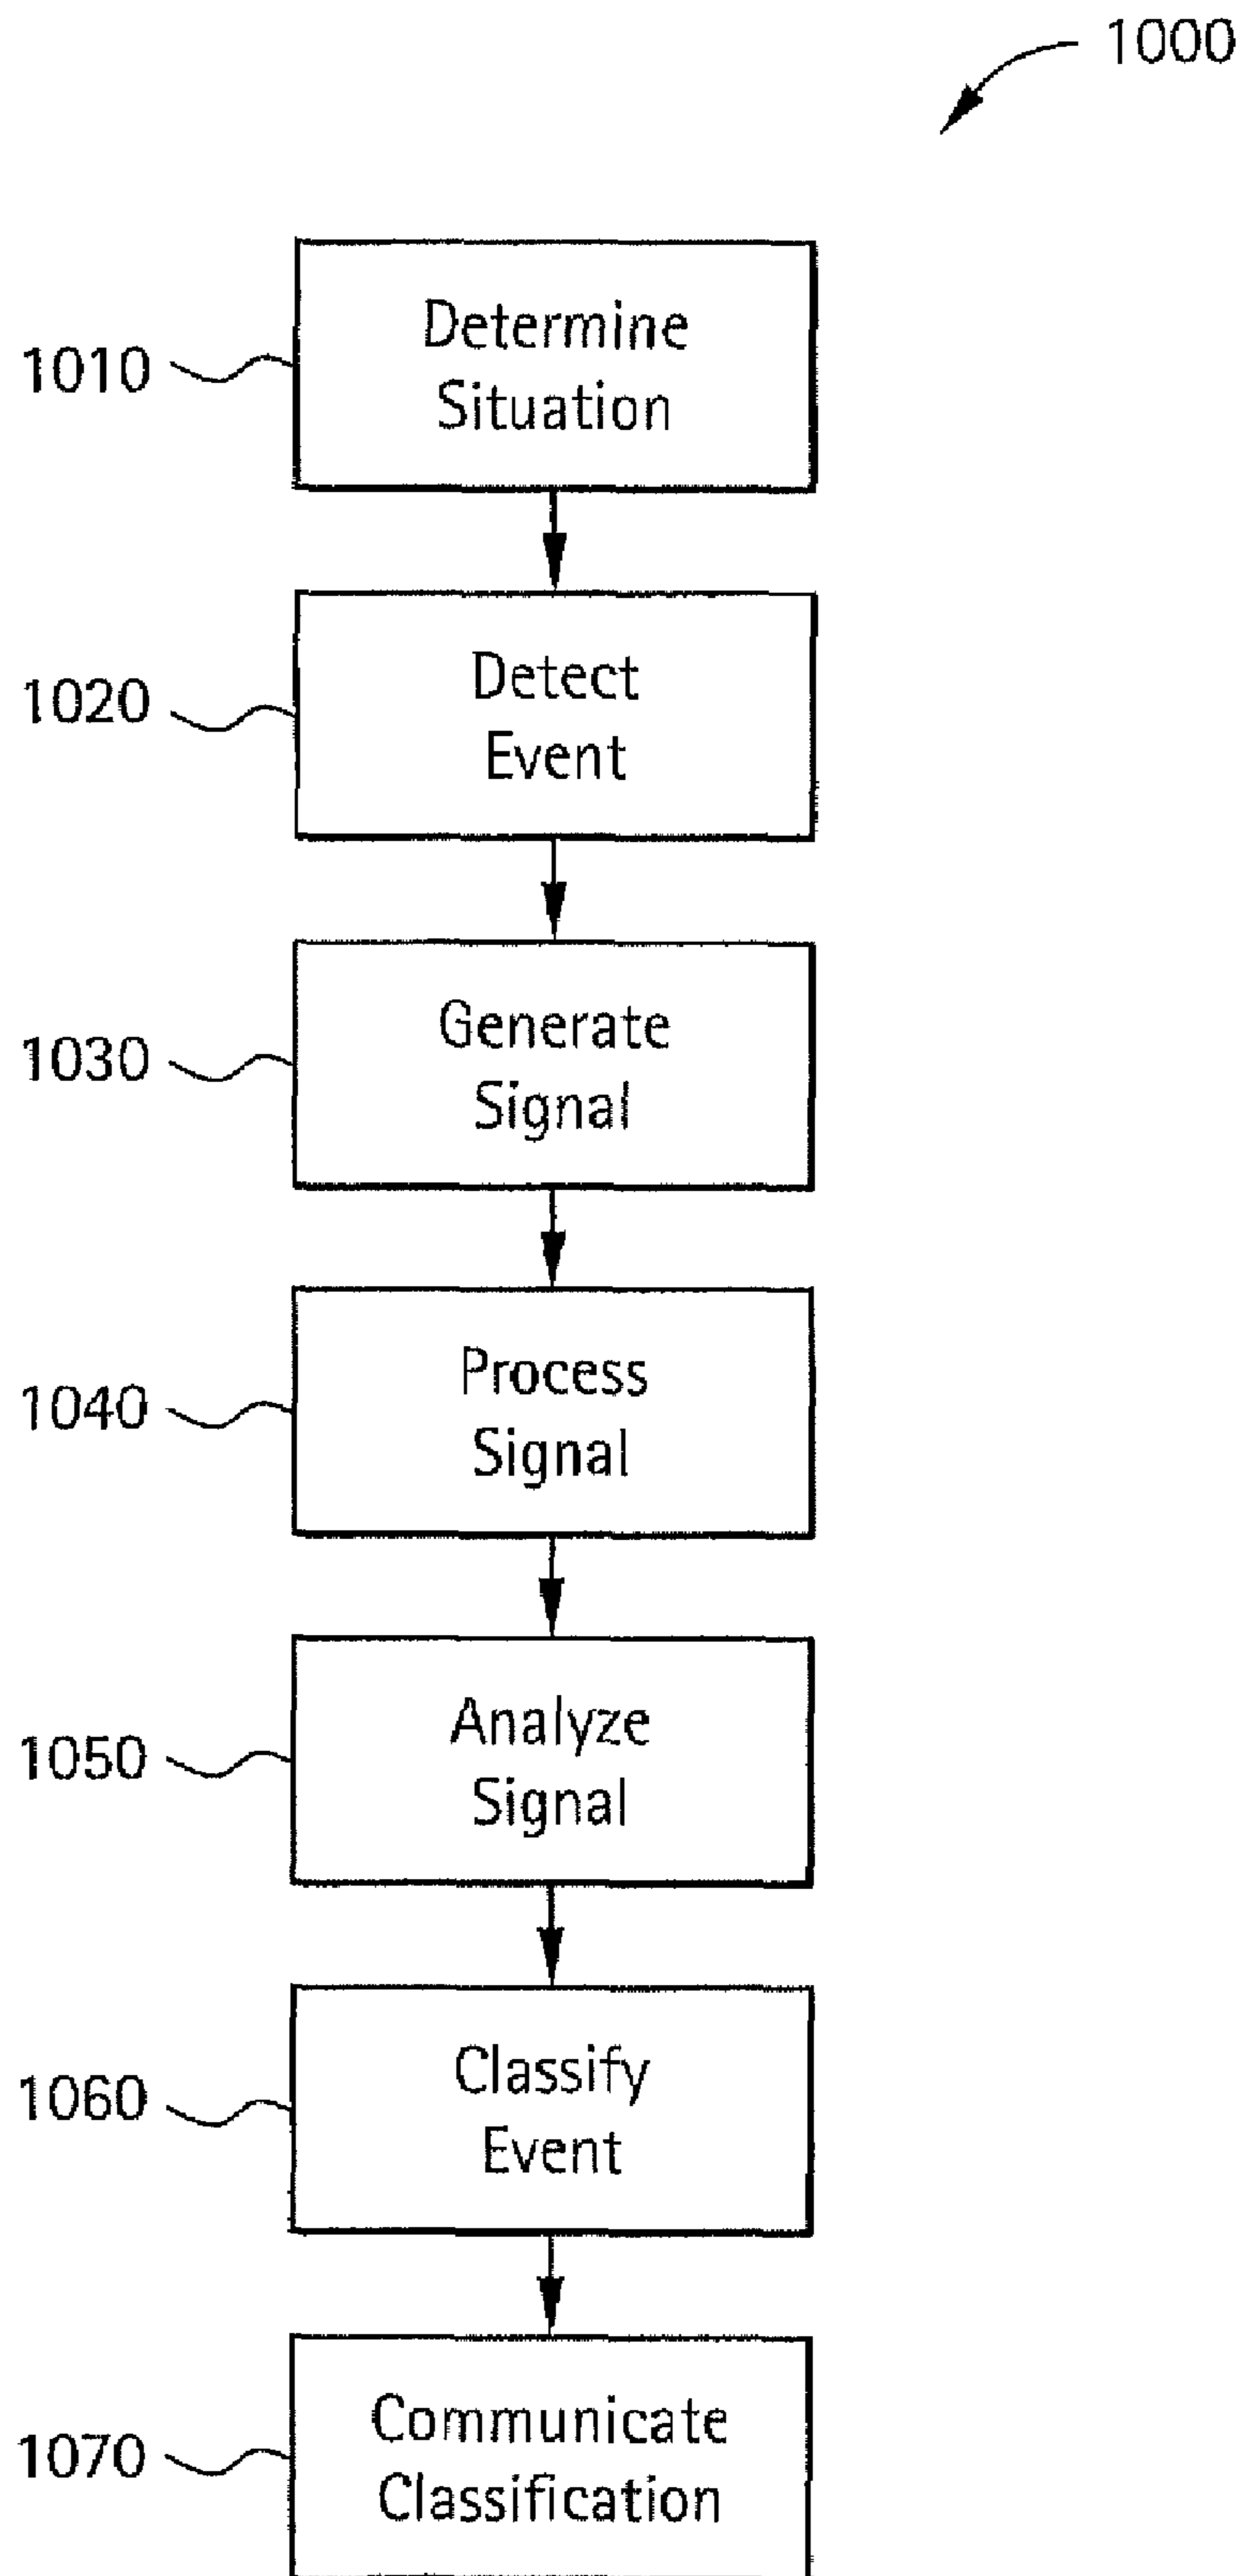 1000
1010
Determine
Situation
1020
Detect
Event
1030
Generate
Signal
1040
Process
Signal
1050
Analyze
Signal
1060
Classify
Event
1070
Communicate
Classification